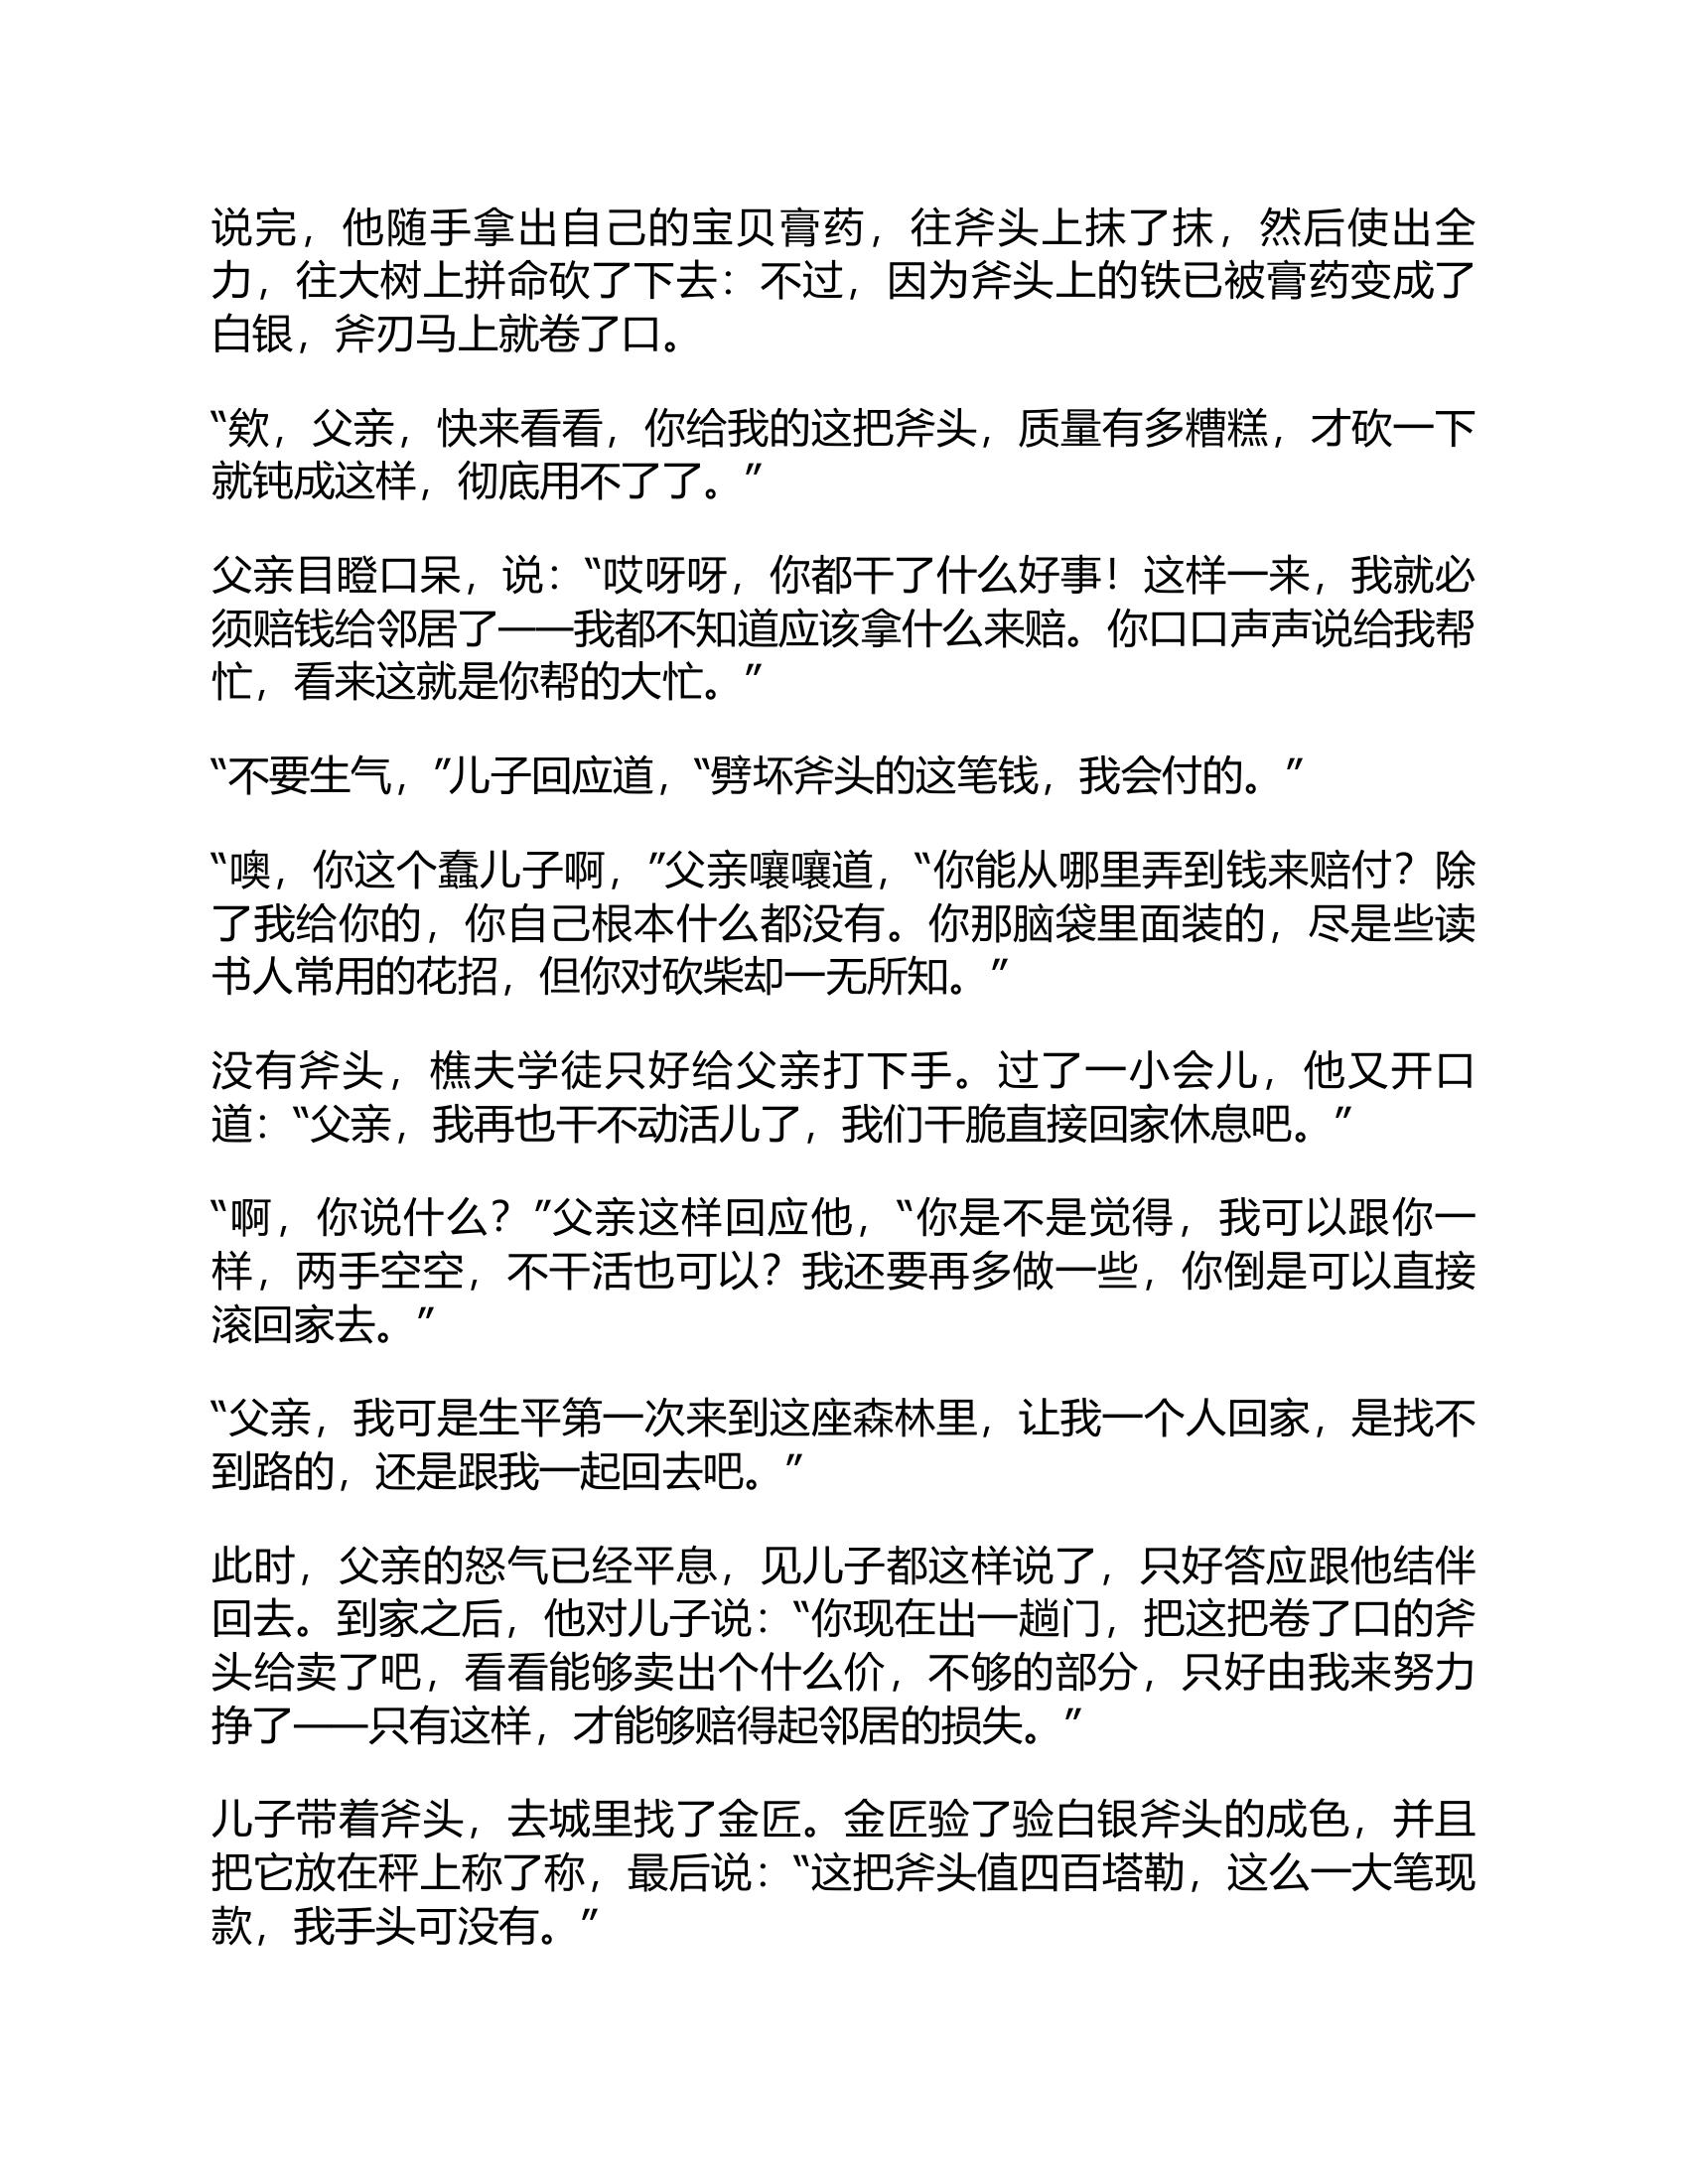 说完，他随手拿出自己的宝贝膏药，往斧头上抹了抹，然后使出全
力，往大树上拼命砍了下去：不过，因为斧头上的铁已被膏药变成了
白银，斧刃马上就卷了口。
“欸，父亲，快来看看，你给我的这把斧头，质量有多糟糕，才砍一下
就钝成这样，彻底用不了了。”
父亲目瞪口呆，说：“哎呀呀，你都干了什么好事！这样一来，我就必
须赔钱给邻居了——我都不知道应该拿什么来赔。你口口声声说给我帮
忙，看来这就是你帮的大忙。”
“不要生气，”儿子回应道，“劈坏斧头的这笔钱，我会付的。”
“噢，你这个蠢儿子啊，”父亲嚷嚷道，“你能从哪里弄到钱来赔付？除
了我给你的，你自己根本什么都没有。你那脑袋里面装的，尽是些读
书人常用的花招，但你对砍柴却一无所知。”
没有斧头，樵夫学徒只好给父亲打下手。过了一小会儿，他又开口
道：“父亲，我再也干不动活儿了，我们干脆直接回家休息吧。”
“啊，你说什么？”父亲这样回应他，“你是不是觉得，我可以跟你一
样，两手空空，不干活也可以？我还要再多做一些，你倒是可以直接
滚回家去。”
“父亲，我可是生平第一次来到这座森林里，让我一个人回家，是找不
到路的，还是跟我一起回去吧。”
此时，父亲的怒气已经平息，见儿子都这样说了，只好答应跟他结伴
回去。到家之后，他对儿子说：“你现在出一趟门，把这把卷了口的斧
头给卖了吧，看看能够卖出个什么价，不够的部分，只好由我来努力
挣了——只有这样，才能够赔得起邻居的损失。”
儿子带着斧头，去城里找了金匠。金匠验了验白银斧头的成色，并且
把它放在秤上称了称，最后说：“这把斧头值四百塔勒，这么一大笔现
款，我手头可没有。”